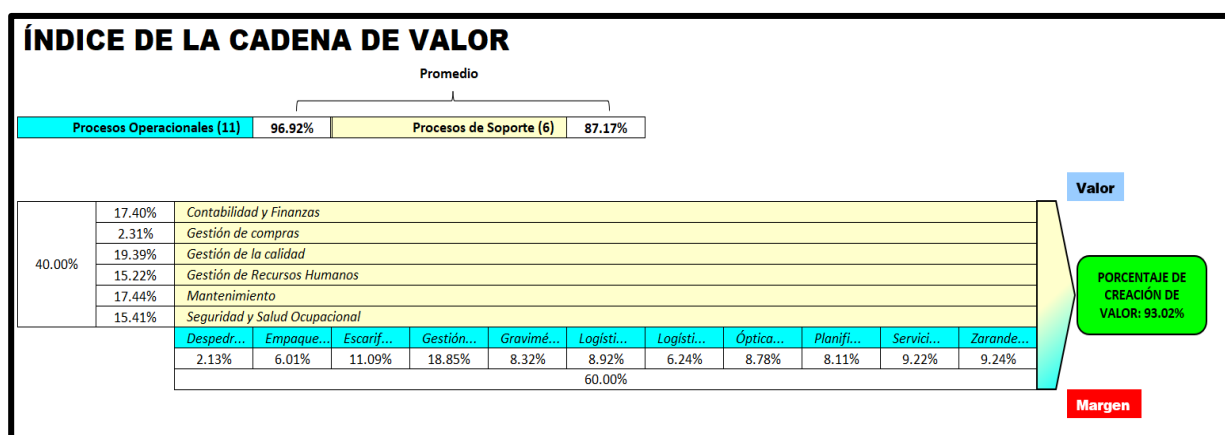 ÍNDICE DE LA CADENA DE VALOR
Promedio
Procesos Operacionales (11) 96.92% Procesos de Soporte (6) 87.17%
Valor
40.00%
17.40% Contabilidad y Finanzas
2.31% Gestión de compras
19.39% Gestión de la calidad
15.22% Gestión de Recursos Humanos
17.44% Mantenimiento
15.41% Seguridad y Salud Ocupacional
PORCENTAJE DE
CREACIÓN DE
VALOR: 93.02%
Despedr... Empaque... Escarif... Gestión... Gravimé... Logísti... Logísti... Óptica... Planifi... Servici... Zarande...
2.13% 6.01% 11.09% 18.85% 8.32% 8.92% 6.24% 8.78% 8.11% 9.22% 9.24%
60.00%
Margen